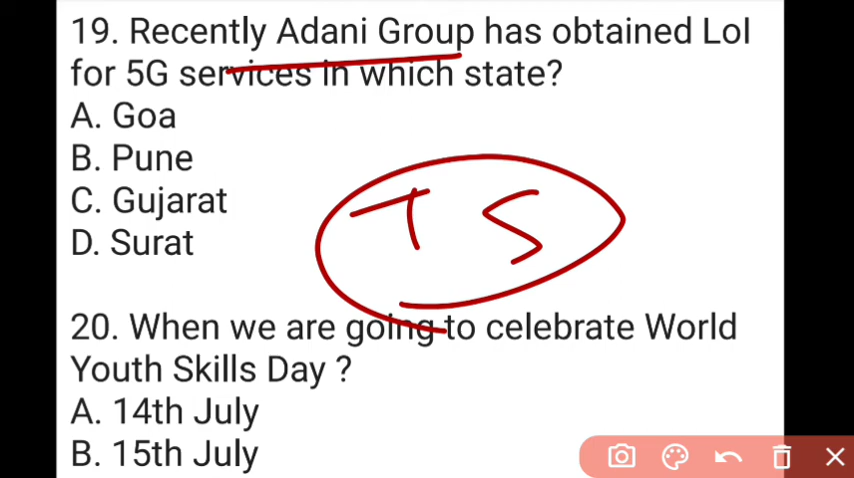 19. Recently Adani Group has obtained LoI
for 5G services in which state?
A. Goa
B. Pune
C. Gujarat
D. Surat
T S
20. When we are going to celebrate World
Youth Skills Day ?
A. 14th July
B. 15th July